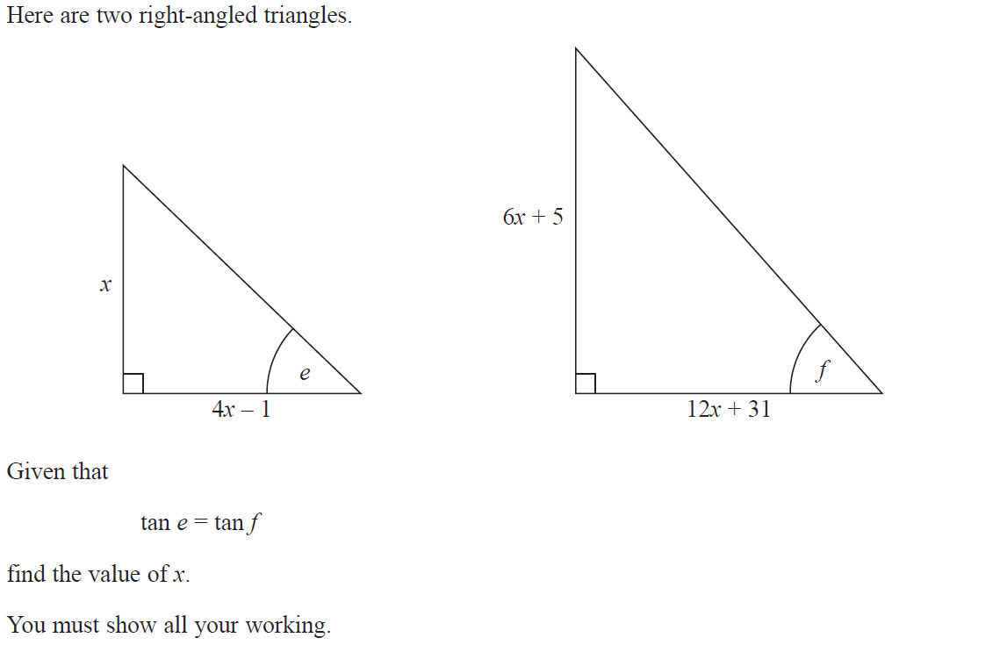 Here are two right-angled triangles.
6x + 5
x
e
f
4x – 1
12x + 31
Given that
tan e = tan f
find the value of x.
You must show all your working.